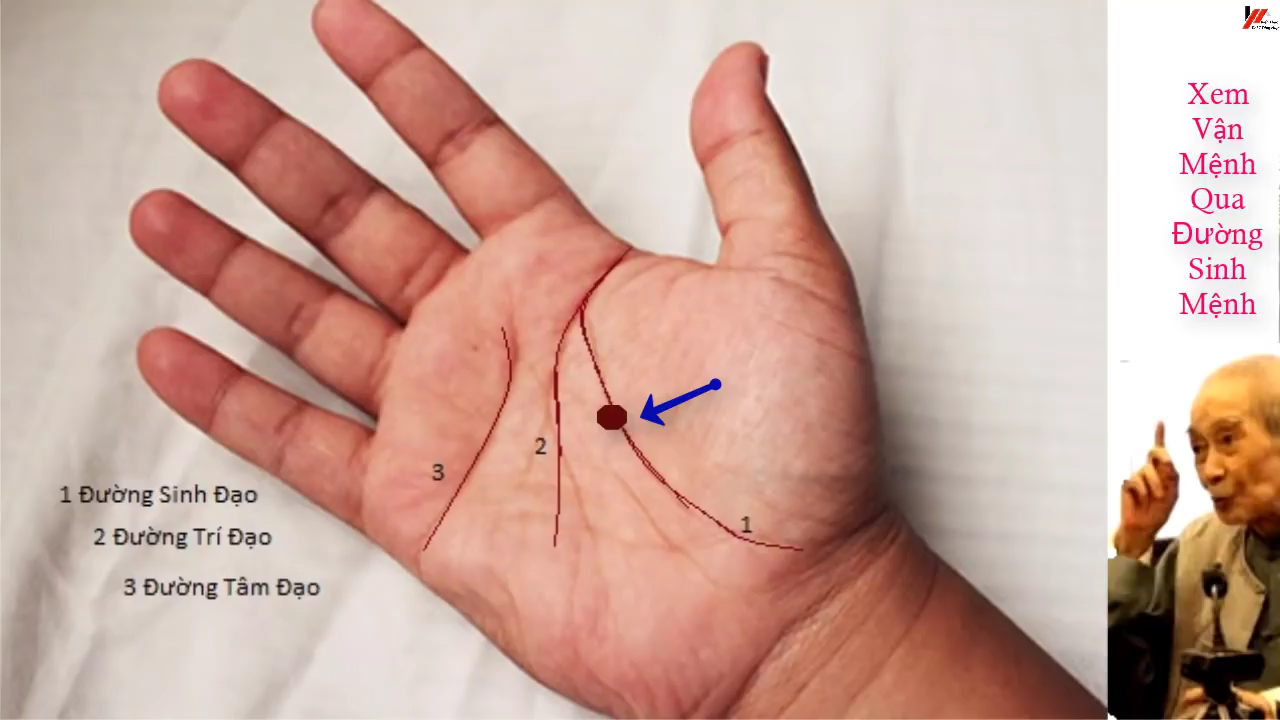 Xem
Vận
Mệnh
Qua
Đường
Sinh
Mệnh
3
2
1
1 Đường Sinh Đạo
2 Đường Trí Đạo
3 Đường Tâm Đạo